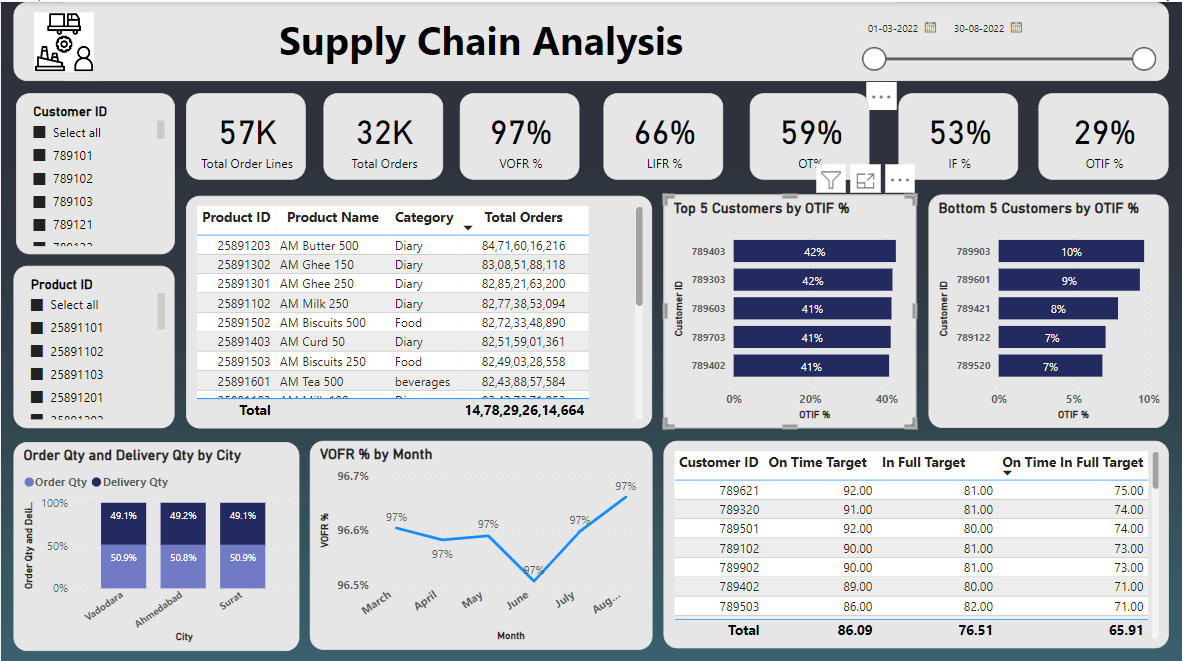 Supply Chain Analysis
01-03-2022 30-08-2022
Customer ID
Select all
789101
789102
789103
789121
57K
Total Order Lines
32K
Total Orders
97%
VOFR %
66%
LIFR %
59%
OT%
53%
IF %
29%
OTIF %
Product ID
Select all
25891101
25891102
25891103
25891201
Product ID Product Name Category Total Orders
25891203 AM Butter 500 Diary 84,71,60,16,216
25891302 AM Ghee 150 Diary 83,08,51,88,118
25891301 AM Ghee 250 Diary 82,85,21,63,200
25891102 AM Milk 250 Diary 82,77,38,53,094
25891502 AM Biscuits 500 Food 82,72,33,48,890
25891403 AM Curd 50 Diary 82,51,59,01,361
25891503 AM Biscuits 250 Food 82,49,03,28,558
25891601 AM Tea 500 beverages 82,43,88,57,584
Total 14,78,29,26,14,664
Top 5 Customers by OTIF %
Customer ID
789403 42%
789303 42%
789603 41%
789703 41%
789402 41%
0% 20% 40%
OTIF %
Bottom 5 Customers by OTIF %
Customer ID
789903 10%
789601 9%
789421 8%
789122 7%
789520 7%
0% 5% 10%
OTIF %
Order Qty and Delivery Qty by City
Order Qty Delivery Qty
Order Qty and Deli...
100%
50%
0%
49.1% 49.2% 49.1%
50.9% 50.8% 50.9%
Vadodara Ahmedabad Surat
City
VOFR % by Month
VOFR %
96.7%
96.6%
96.5%
97% 97% 97% 97% 97% 97%
March April May June July Aug...
Month
Customer ID On Time Target In Full Target On Time In Full Target
789621 92.00 81.00 75.00
789320 91.00 81.00 74.00
789501 92.00 80.00 74.00
789102 90.00 81.00 73.00
789902 90.00 81.00 73.00
789402 89.00 80.00 71.00
789503 86.00 82.00 71.00
Total 86.09 76.51 65.91